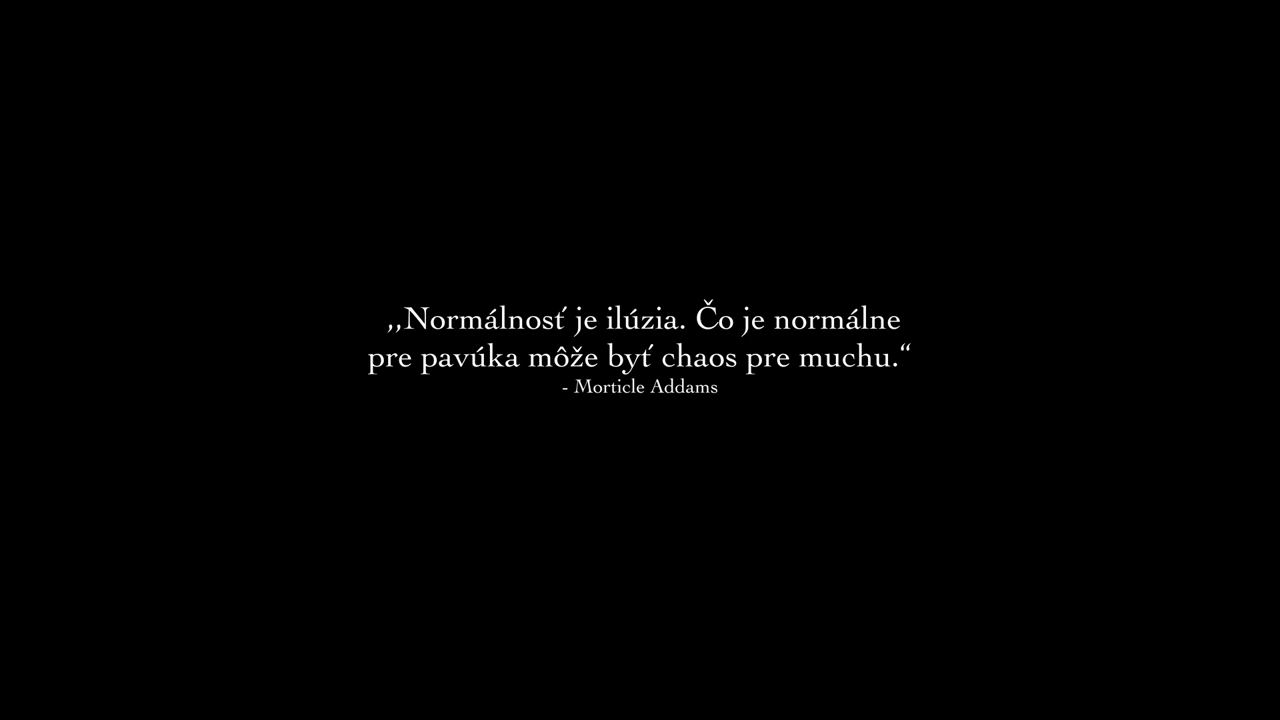 ,,Normálnosť je ilúzia. Čo je normálne
pre pavúka môže byť chaos pre muchu.“
- Morticle Addams